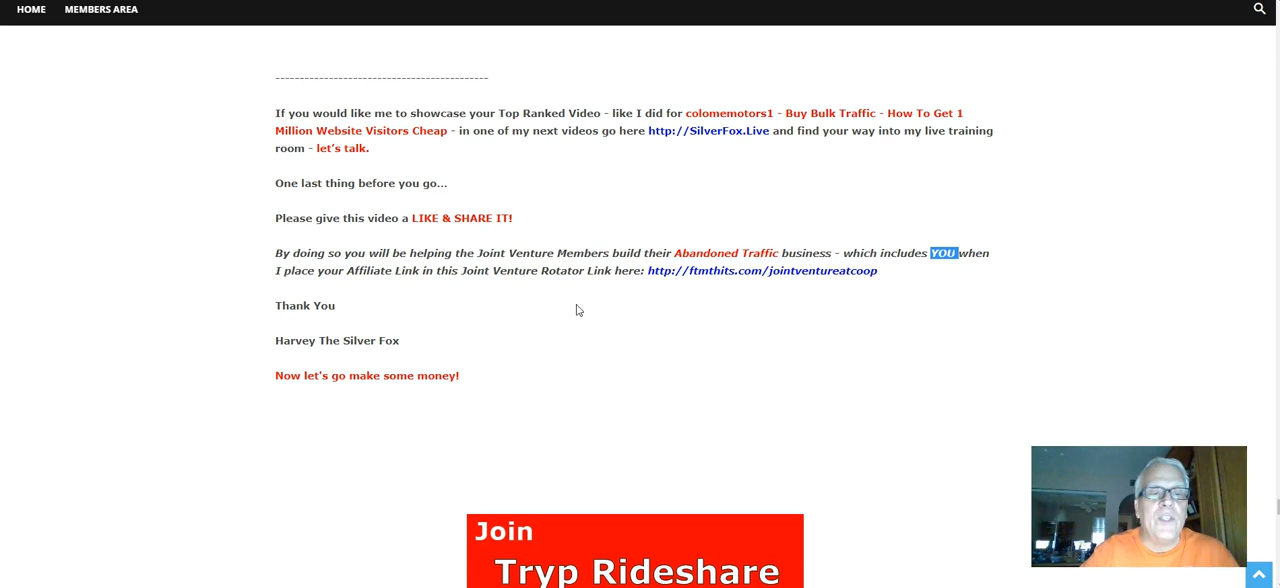 HOME MEMBERS AREA
-------------------------------------------
If you would like me to showcase your Top Ranked Video - like I did for colomemotors1 - Buy Bulk Traffic - How To Get 1
Million Website Visitors Cheap - in one of my next videos go here http://SilverFox.Live and find your way into my live training
room - let’s talk.
One last thing before you go...
Please give this video a LIKE & SHARE IT!
By doing so you will be helping the Joint Venture Members build their Abandoned Traffic business - which includes YOU when
I place your Affiliate Link in this Joint Venture Rotator Link here: http://ftmthits.com/jointventureatcoop
Thank You
Harvey The Silver Fox
Now let's go make some money!
Join
Tryp Rideshare